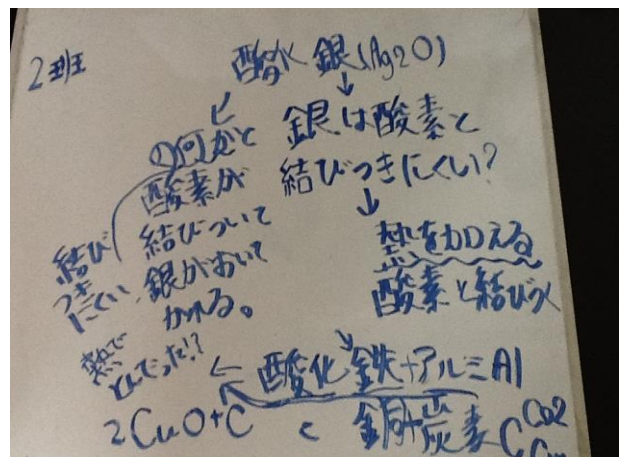 2班
酸化銀(Ag2O)
↓
銀は酸素と
結びつきにくい?
↓
熱を加える
酸素と結びつく
↙
の何かと
酸素が
結びついて
銀がおいて
かれる。
結び
つき
にくい
熱で
とんでった!?
← 酸化鉄+アルミAl
2CuO+C
銅+炭素C CO2
Cu